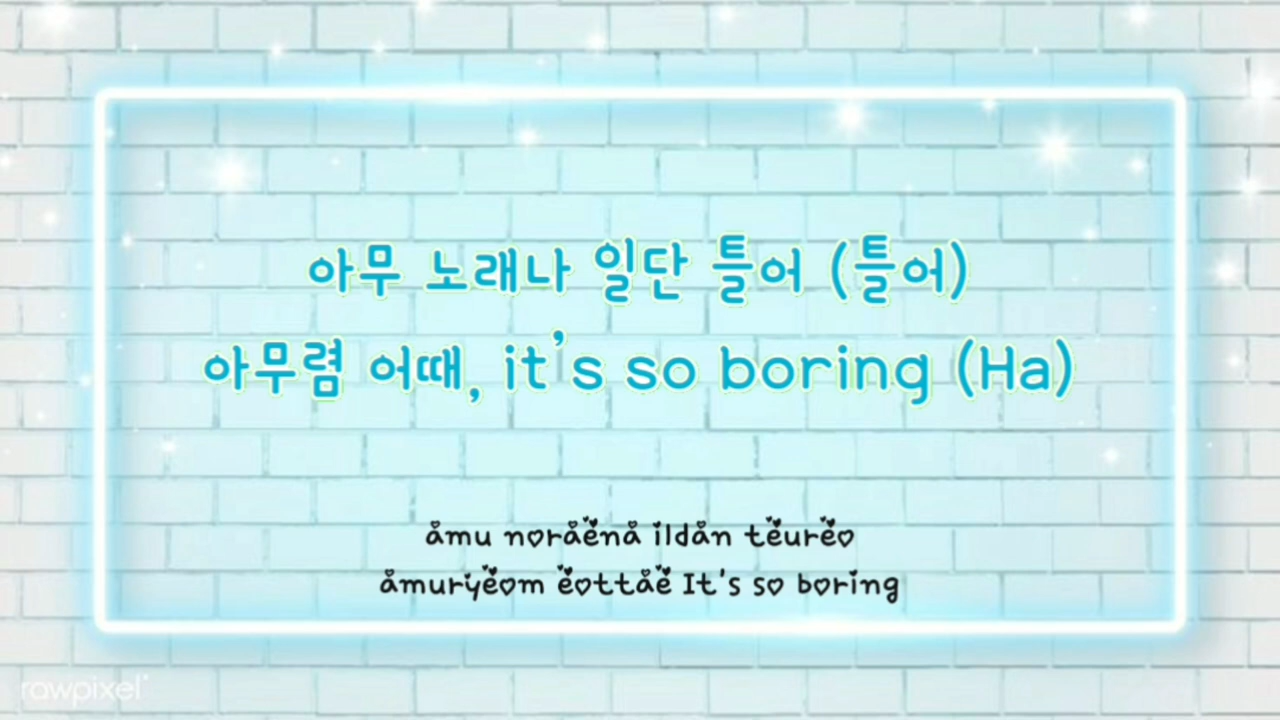 아무 노래나 일단 틀어 (틀어)
아무렴 어때, it's so boring (Ha)
amu noraena ildan teureo
amuryeom eottae It's so boring
rawpixel